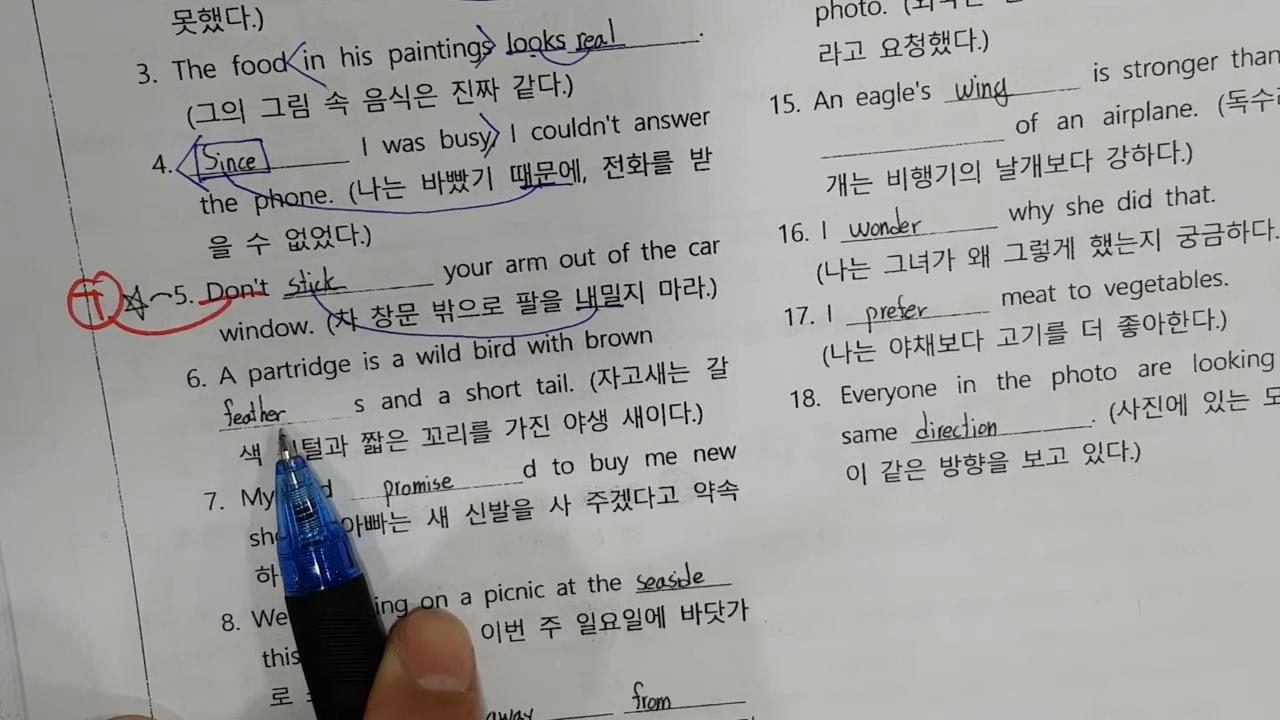 못했다.)
3. The food in his paintings looks real.
(그의 그림 속 음식은 진짜 같다.)
4. Since I was busy, I couldn't answer
the phone. (나는 바빴기 때문에, 전화를 받
을 수 없었다.)
5. Don't stick your arm out of the car
window. (차 창문 밖으로 팔을 내밀지 마라.)
6. A partridge is a wild bird with brown
feather s and a short tail. (자고새는 갈
색 털과 짧은 꼬리를 가진 야생 새이다.)
7. My promise d to buy me new
아빠는 새 신발을 사 주겠다고 약속
하
8. We on a picnic at the seaside
this 이번 주 일요일에 바닷가
로
away from
photo.
라고 요청했다.)
15. An eagle's wing is stronger than
of an airplane. (독수리
개는 비행기의 날개보다 강하다.)
16. I wonder why she did that.
(나는 그녀가 왜 그렇게 했는지 궁금하다.
17. I prefer meat to vegetables.
(나는 야채보다 고기를 더 좋아한다.)
18. Everyone in the photo are looking
same direction. (사진에 있는 모
이 같은 방향을 보고 있다.)